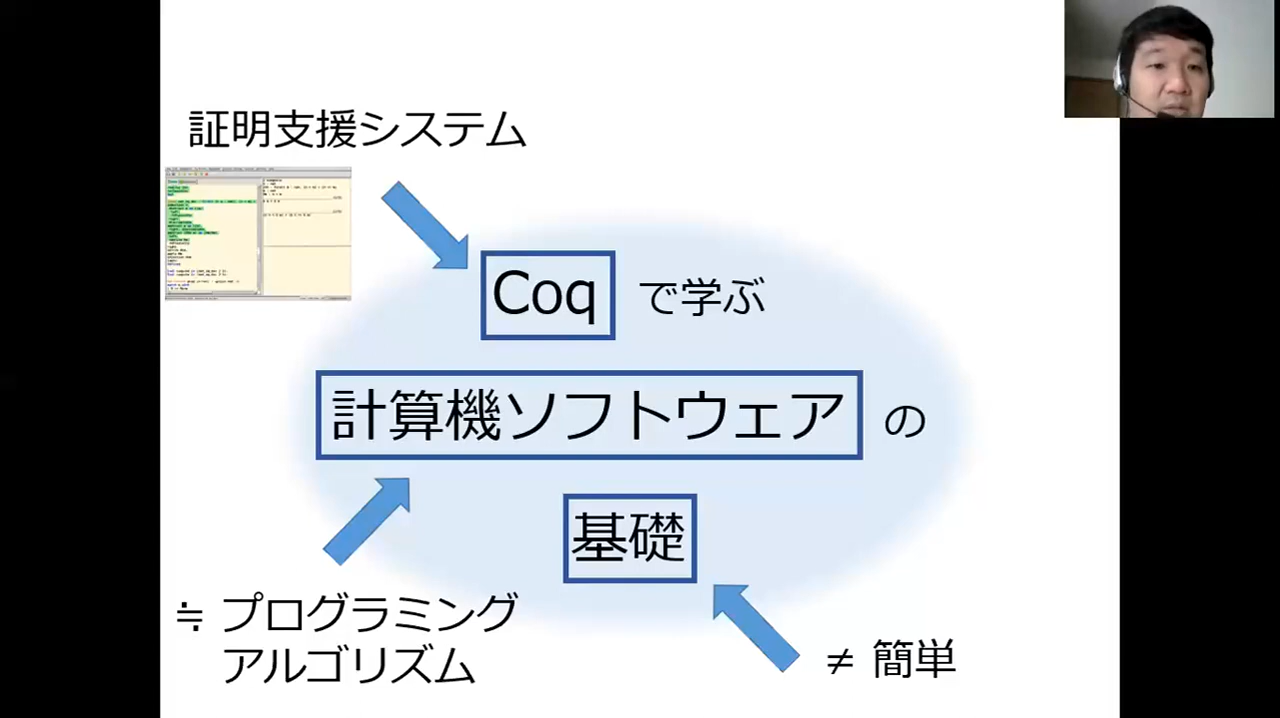 証明支援システム
Coq で学ぶ
計算機ソフトウェア の
基礎
≒ プログラミング
アルゴリズム
≠ 簡単